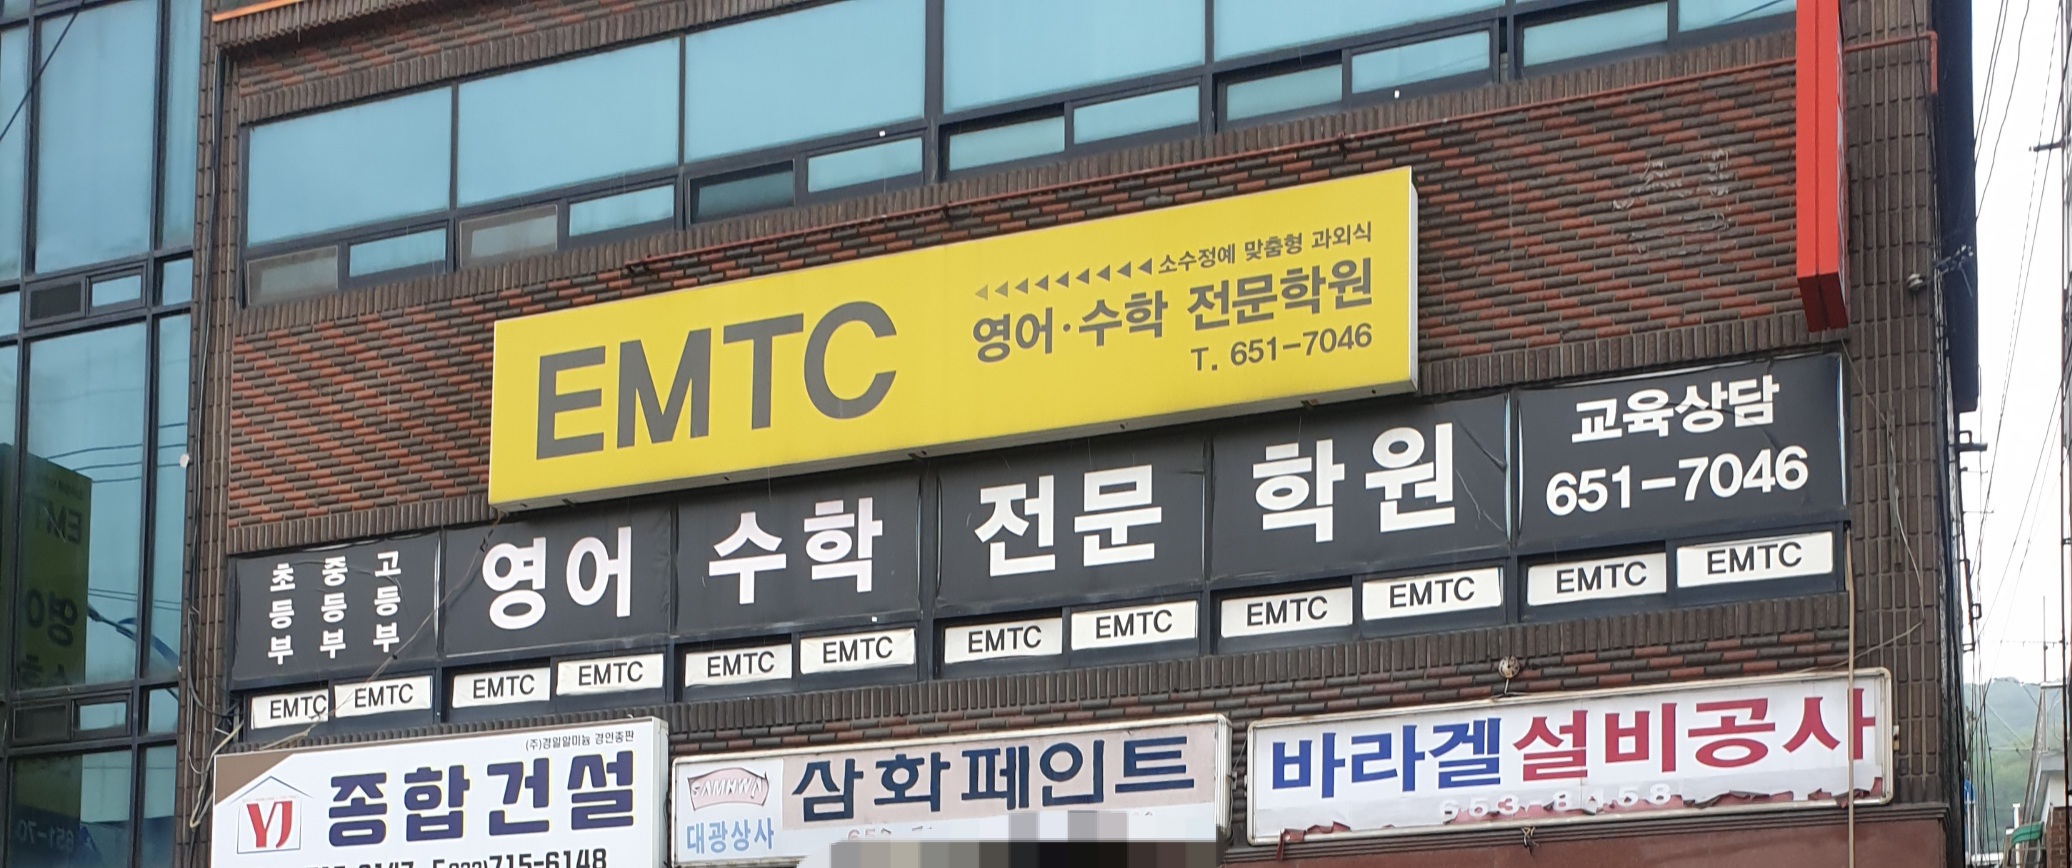 소수정예 맞춤형 과외식
EMTC
영어·수학 전문학원
T. 651-7046
초등부 중등부 고등부
영어 수학 전문 학원
교육상담
651-7046
EMTC EMTC EMTC EMTC EMTC EMTC EMTC EMTC EMTC EMTC EMTC EMTC
(주)경일알미늄 경인총판
YJ 종합건설
715-6148
SAMHWA 삼화페인트
대광상사
바라겔설비공사
653-8458